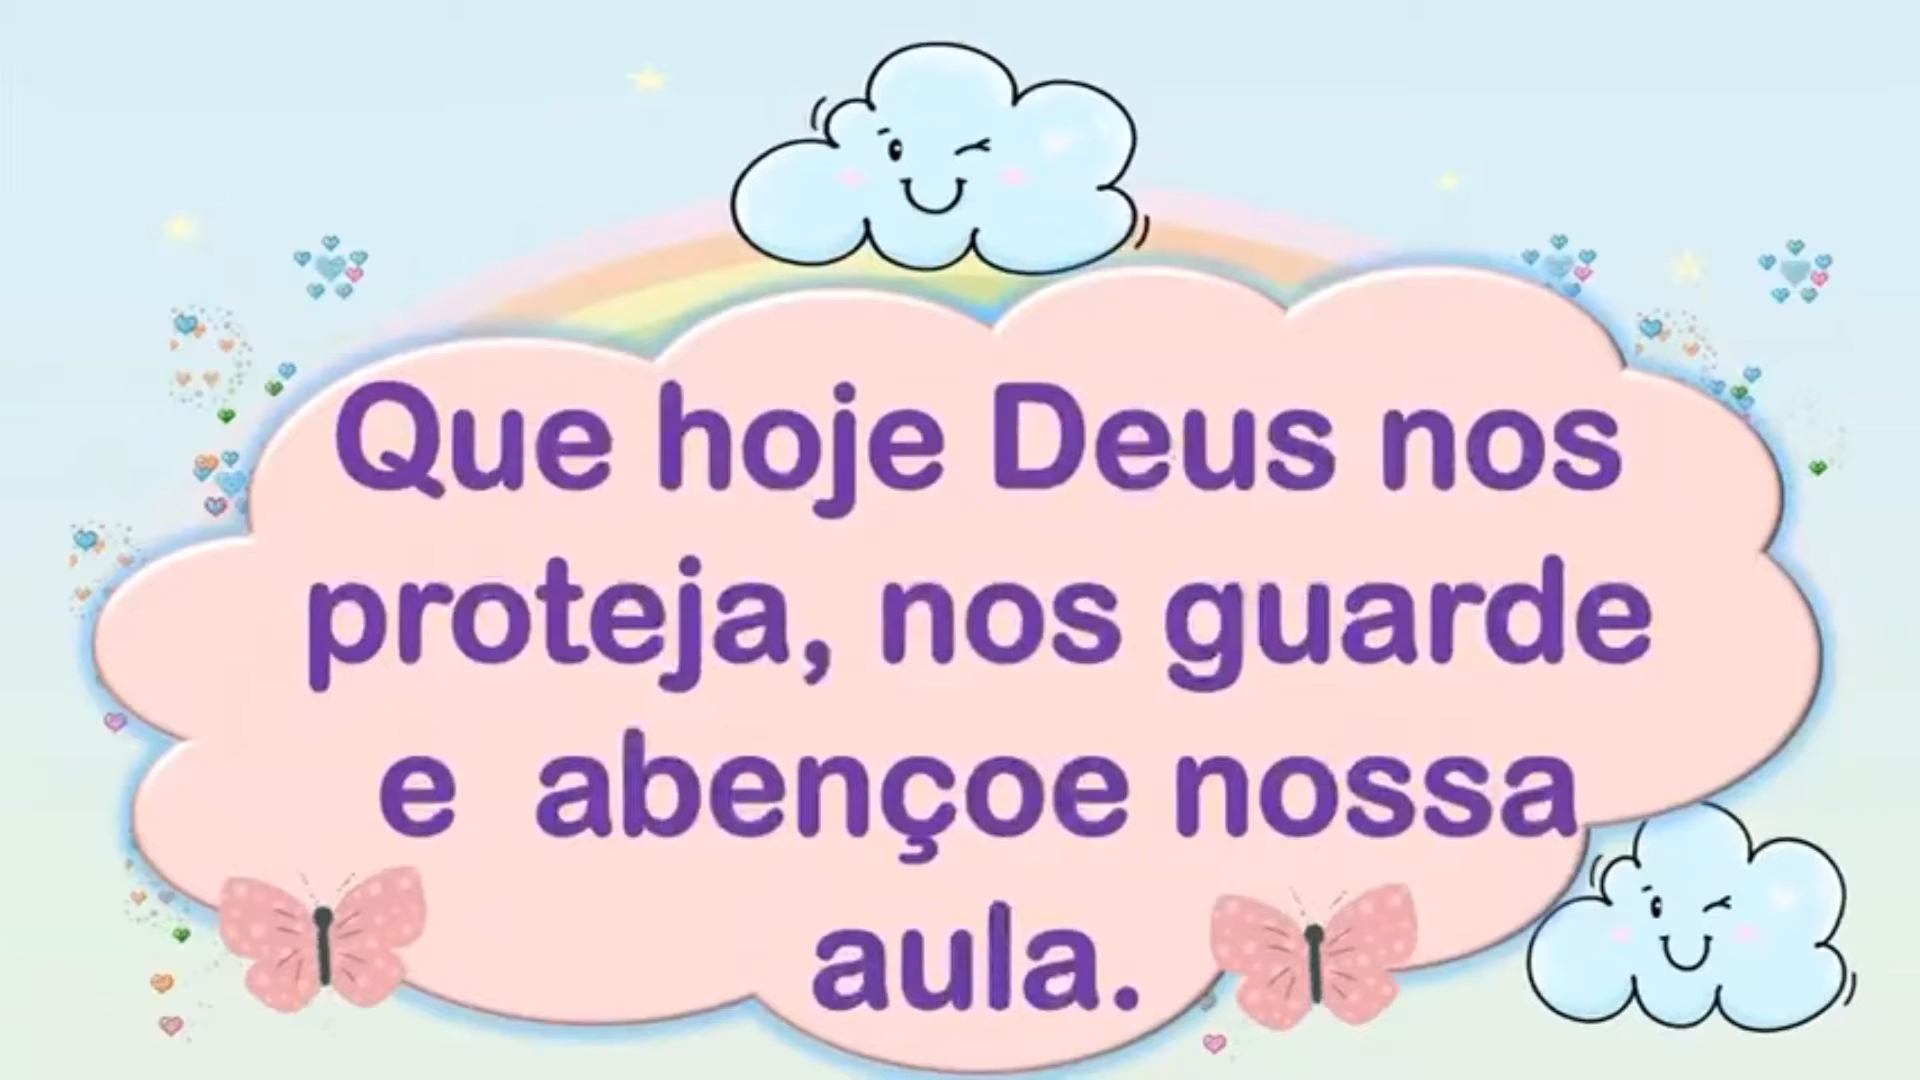 Que hoje Deus nos
proteja, nos guarde
e abençoe nossa
aula.